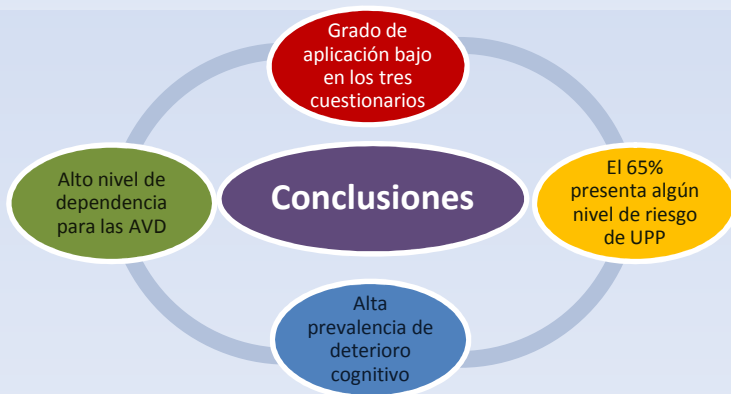 Grado de
aplicación bajo
en los tres
cuestionarios
Alto nivel de
dependencia
para las AVD
Conclusiones
El 65%
presenta algún
nivel de riesgo
de UPP
Alta
prevalencia de
deterioro
cognitivo